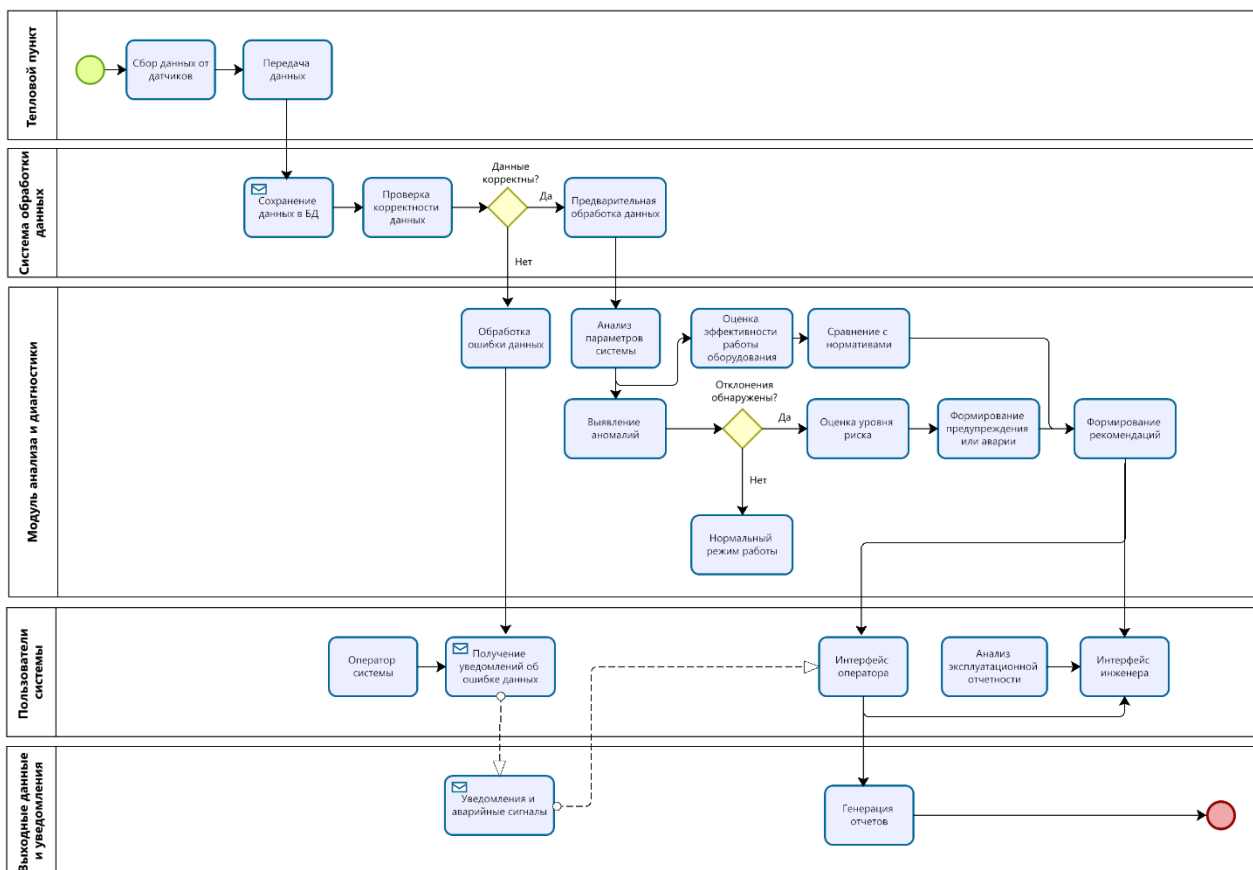 Тепловой пункт
Сбор данных от
датчиков
Передача
данных
Система обработки
данных
Сохранение
данных в БД
Проверка
корректности
данных
Данные
корректны?
Да
Нет
Предварительная
обработка данных
Модуль анализа и диагностики
Обработка
ошибки данных
Анализ
параметров
системы
Оценка
эффективности
работы
оборудования
Сравнение с
нормативами
Выявление
аномалий
Отклонения
обнаружены?
Да
Нет
Оценка уровня
риска
Формирование
предупреждения
или аварии
Формирование
рекомендаций
Нормальный
режим работы
Пользователи
системы
Оператор
системы
Получение
уведомлений об
ошибке данных
Интерфейс
оператора
Анализ
эксплуатационной
отчетности
Интерфейс
инженера
Выходные данные
и уведомления
Уведомления и
аварийные сигналы
Генерация
отчетов